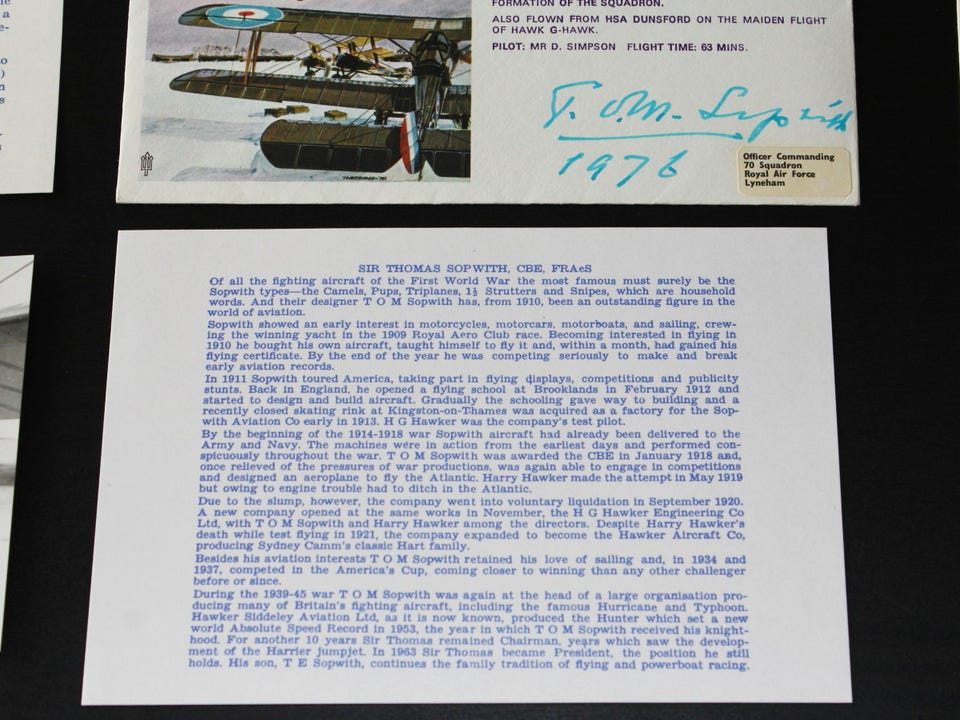 FORMATION OF THE SQUADRON.
ALSO FLOWN FROM HSA DUNSFORD ON THE MAIDEN FLIGHT
OF HAWK G-HAWK.
PILOT: MR D. SIMPSON FLIGHT TIME: 63 MINS.
T. O. M. Sopwith
1976
Officer Commanding
70 Squadron
Royal Air Force
Lyneham
SIR THOMAS SOPWITH, CBE, FRAeS
Of all the fighting aircraft of the First World War the most famous must surely be the
Sopwith types—the Camels, Pups, Triplanes, 1½ Strutters and Snipes, which are household
words. And their designer T O M Sopwith has, from 1910, been an outstanding figure in the
world of aviation.
Sopwith showed an early interest in motorcycles, motorcars, motorboats, and sailing, crew-
ing the winning yacht in the 1909 Royal Aero Club race. Becoming interested in flying in
1910 he bought his own aircraft, taught himself to fly it and, within a month, had gained his
flying certificate. By the end of the year he was competing seriously to make and break
early aviation records.
In 1911 Sopwith toured America, taking part in flying displays, competitions and publicity
stunts. Back in England, he opened a flying school at Brooklands in February 1912 and
started to design and build aircraft. Gradually the schooling gave way to building and a
recently closed skating rink at Kingston-on-Thames was acquired as a factory for the Sop-
with Aviation Co early in 1913. H G Hawker was the company's test pilot.
By the beginning of the 1914-1918 war Sopwith aircraft had already been delivered to the
Army and Navy. The machines were in action from the earliest days and performed con-
spicuously throughout the war. T O M Sopwith was awarded the CBE in January 1918 and,
once relieved of the pressures of war productions, was again able to engage in competitions
and designed an aeroplane to fly the Atlantic. Harry Hawker made the attempt in May 1919
but owing to engine trouble had to ditch in the Atlantic.
Due to the slump, however, the company went into voluntary liquidation in September 1920.
A new company opened at the same works in November, the H G Hawker Engineering Co
Ltd, with T O M Sopwith and Harry Hawker among the directors. Despite Harry Hawker's
death while test flying in 1921, the company expanded to become the Hawker Aircraft Co,
producing Sydney Camm's classic Hart family.
Besides his aviation interests T O M Sopwith retained his love of sailing and, in 1934 and
1937, competed in the America's Cup, coming closer to winning than any other challenger
before or since.
During the 1939-45 war T O M Sopwith was again at the head of a large organisation pro-
ducing many of Britain's fighting aircraft, including the famous Hurricane and Typhoon.
Hawker Siddeley Aviation Ltd, as it is now known, produced the Hunter which set a new
world Absolute Speed Record in 1953, the year in which T O M Sopwith received his knight-
hood. For another 10 years Sir Thomas remained Chairman, years which saw the develop-
ment of the Harrier jumpjet. In 1963 Sir Thomas became President, the position he still
holds. His son, T E Sopwith, continues the family tradition of flying and powerboat racing.